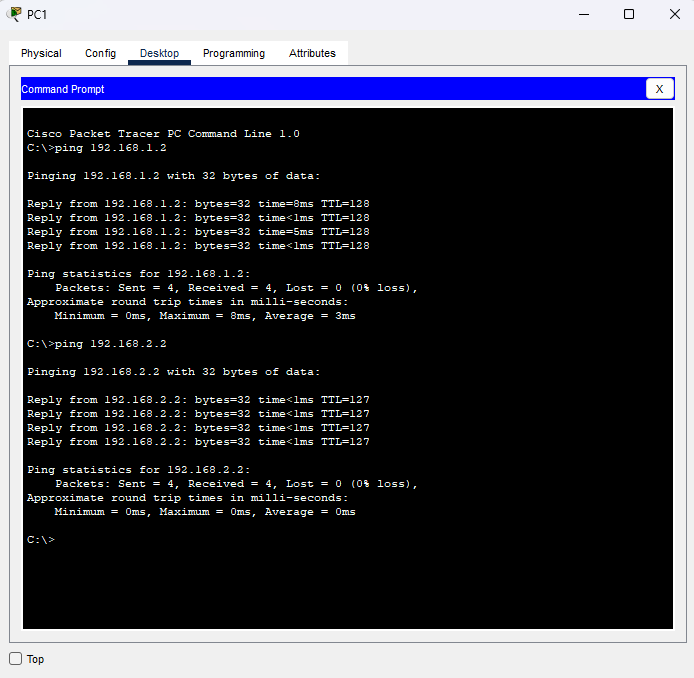 PC1
Physical Config Desktop Programming Attributes
Command Prompt
X
Cisco Packet Tracer PC Command Line 1.0
C:\>ping 192.168.1.2
Pinging 192.168.1.2 with 32 bytes of data:
Reply from 192.168.1.2: bytes=32 time=8ms TTL=128
Reply from 192.168.1.2: bytes=32 time<1ms TTL=128
Reply from 192.168.1.2: bytes=32 time=5ms TTL=128
Reply from 192.168.1.2: bytes=32 time<1ms TTL=128
Ping statistics for 192.168.1.2:
    Packets: Sent = 4, Received = 4, Lost = 0 (0% loss),
Approximate round trip times in milli-seconds:
    Minimum = 0ms, Maximum = 8ms, Average = 3ms
C:\>ping 192.168.2.2
Pinging 192.168.2.2 with 32 bytes of data:
Reply from 192.168.2.2: bytes=32 time<1ms TTL=127
Reply from 192.168.2.2: bytes=32 time<1ms TTL=127
Reply from 192.168.2.2: bytes=32 time<1ms TTL=127
Reply from 192.168.2.2: bytes=32 time<1ms TTL=127
Ping statistics for 192.168.2.2:
    Packets: Sent = 4, Received = 4, Lost = 0 (0% loss),
Approximate round trip times in milli-seconds:
    Minimum = 0ms, Maximum = 0ms, Average = 0ms
C:\>
Top